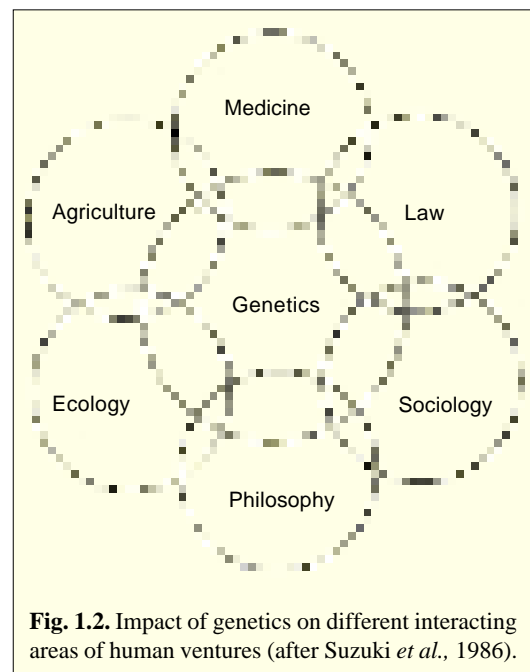 Medicine
Agriculture
Law
Genetics
Ecology
Sociology
Philosophy
Fig. 1.2. Impact of genetics on different interacting
areas of human ventures (after Suzuki et al., 1986).